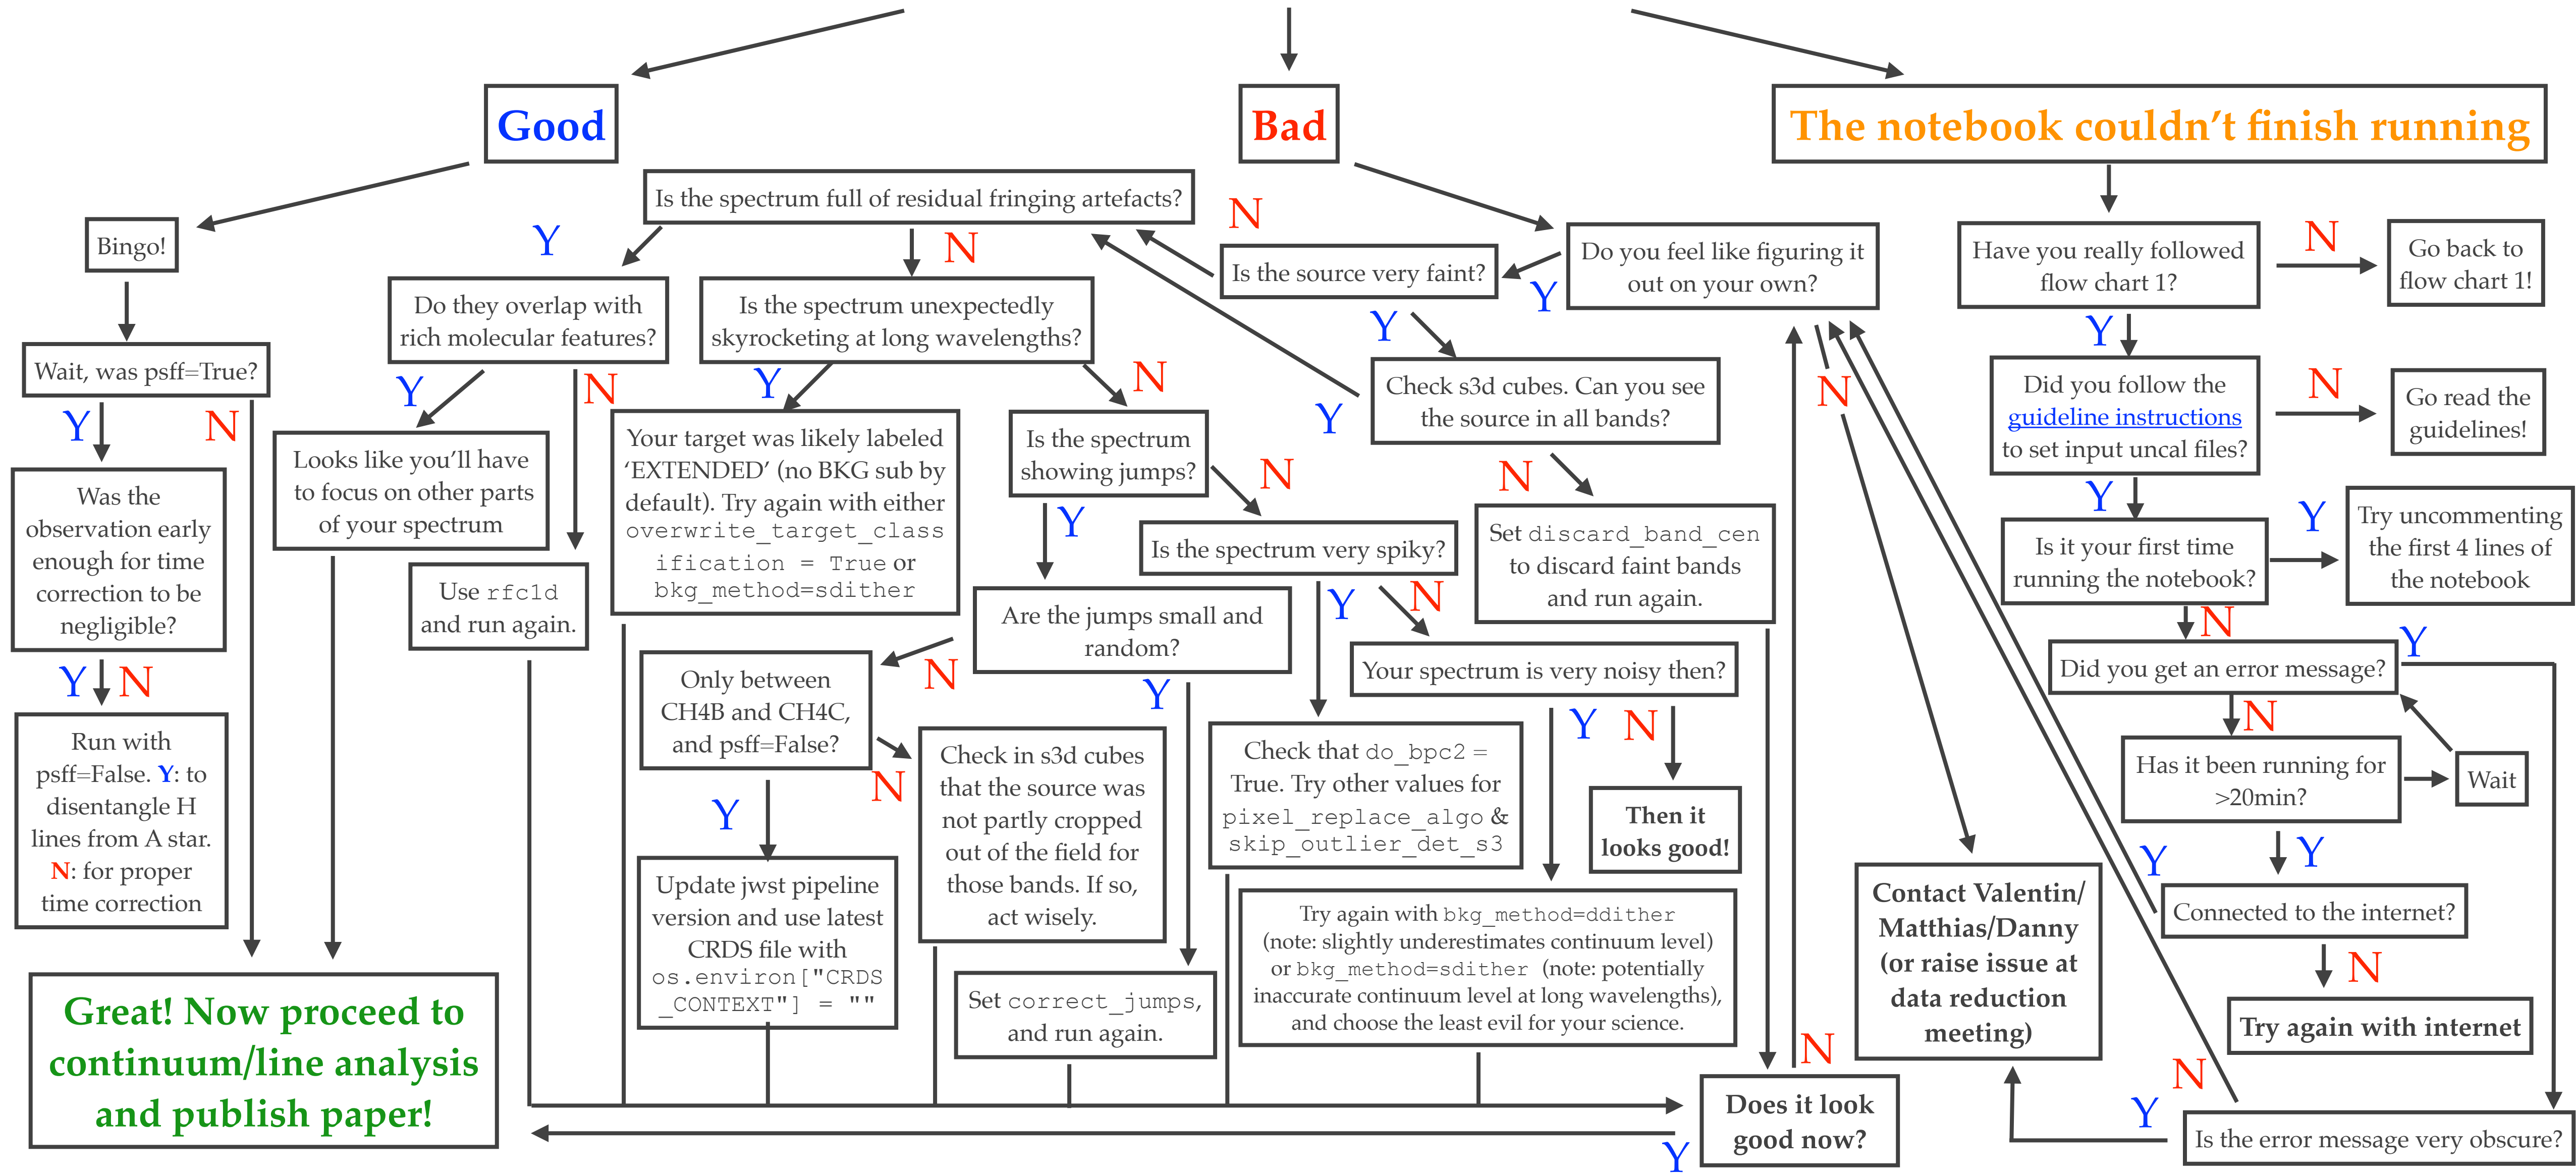 Good
Bad
The notebook couldn't finish running
Bingo!
Wait, was psff=True?
Y
N
Was the
observation early
enough for time
correction to be
negligible?
Y
N
Run with
psff=False. Y: to
disentangle H
lines from A star.
N: for proper
time correction
Great! Now proceed to
continuum/line analysis
and publish paper!
Is the spectrum full of residual fringing artefacts?
Y
N
Do they overlap with
rich molecular features?
Y
N
Looks like you'll have
to focus on other parts
of your spectrum
Use rfc1d
and run again.
Is the spectrum unexpectedly
skyrocketing at long wavelengths?
Y
N
Your target was likely labeled
'EXTENDED' (no BKG sub by
default). Try again with either
overwrite_target_class
ification = True or
bkg_method=sdither
Is the spectrum
showing jumps?
Y
N
Are the jumps small and
random?
N
Y
Only between
CH4B and CH4C,
and psff=False?
Y
N
Update jwst pipeline
version and use latest
CRDS file with
os.environ["CRDS
_CONTEXT"] = ""
Check in s3d cubes
that the source was
not partly cropped
out of the field for
those bands. If so,
act wisely.
Set correct_jumps,
and run again.
Is the spectrum very spiky?
Y
N
Check that do_bpc2 =
True. Try other values for
pixel_replace_algo &
skip_outlier_det_s3
Your spectrum is very noisy then?
Y
N
Then it
looks good!
Try again with bkg_method=ddither
(note: slightly underestimates continuum level)
or bkg_method=sdither (note: potentially
inaccurate continuum level at long wavelengths),
and choose the least evil for your science.
Do you feel like figuring it
out on your own?
Y
N
Is the source very faint?
N
Y
Check s3d cubes. Can you see
the source in all bands?
Y
N
Set discard_band_cen
to discard faint bands
and run again.
Does it look
good now?
N
Y
Contact Valentin/
Matthias/Danny
(or raise issue at
data reduction
meeting)
Have you really followed
flow chart 1?
N
Go back to
flow chart 1!
Y
Did you follow the
guideline instructions
to set input uncal files?
N
Go read the
guidelines!
Y
Is it your first time
running the notebook?
Y
Try uncommenting
the first 4 lines of
the notebook
N
Did you get an error message?
Y
N
Has it been running for
>20min?
Wait
Y
Connected to the internet?
Y
N
Try again with internet
Is the error message very obscure?
N
Y